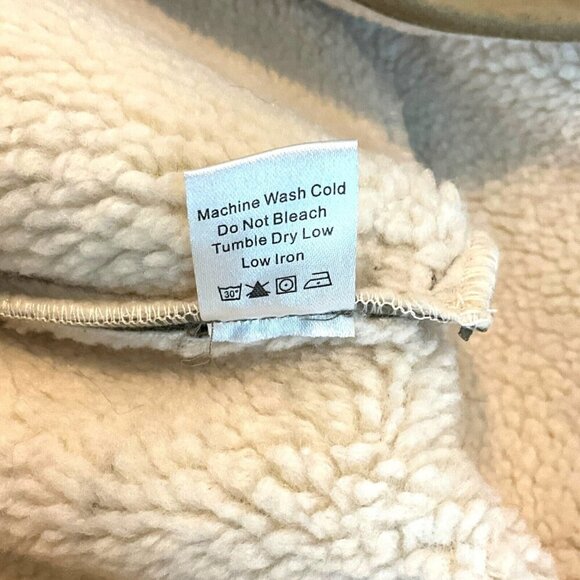 Machine Wash Cold
Do Not Bleach
Tumble Dry Low
Low Iron
30°